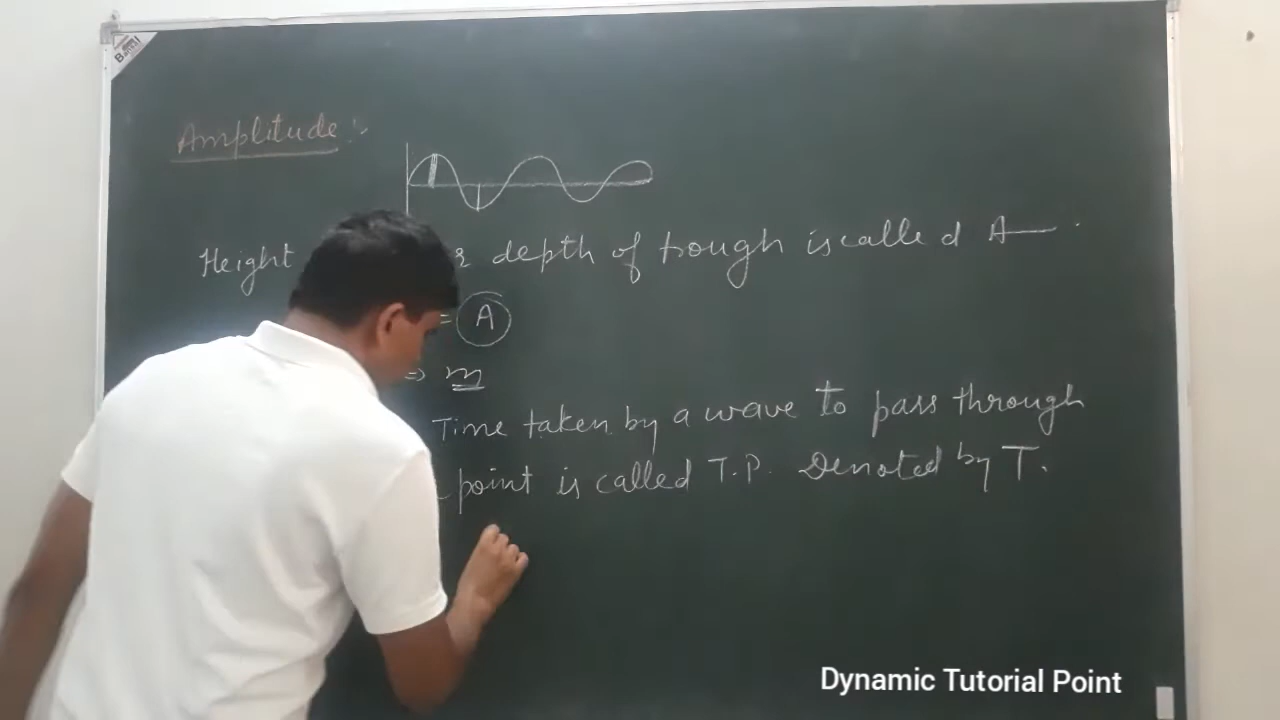 Amplitude :-
Height depth of trough is called A— .
= A
=> m
Time taken by a wave to pass through
point is called T.P. Denoted by T.
Dynamic Tutorial Point